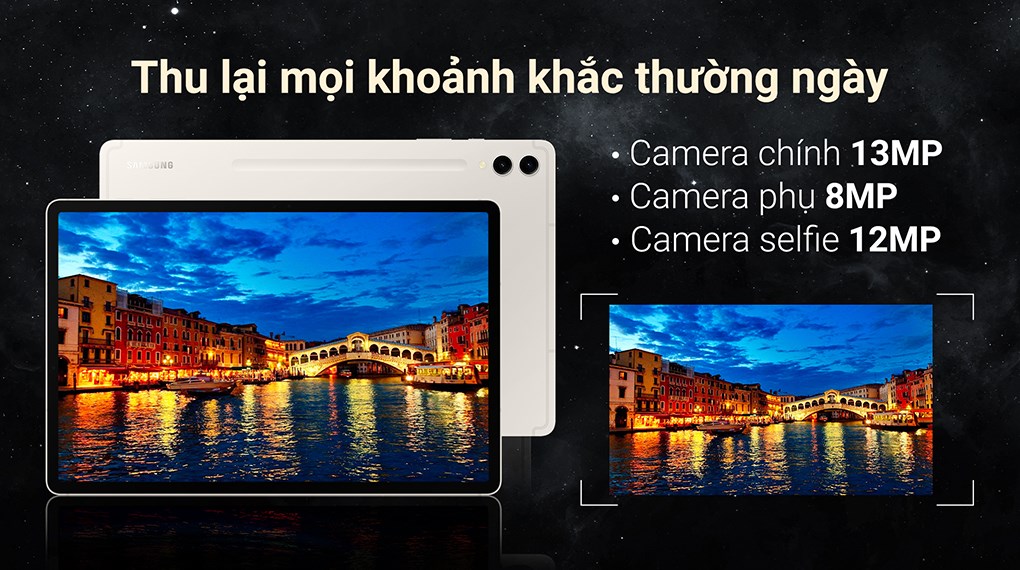 Thu lại mọi khoảnh khắc thường ngày
SAMSUNG
• Camera chính 13MP
• Camera phụ 8MP
• Camera selfie 12MP